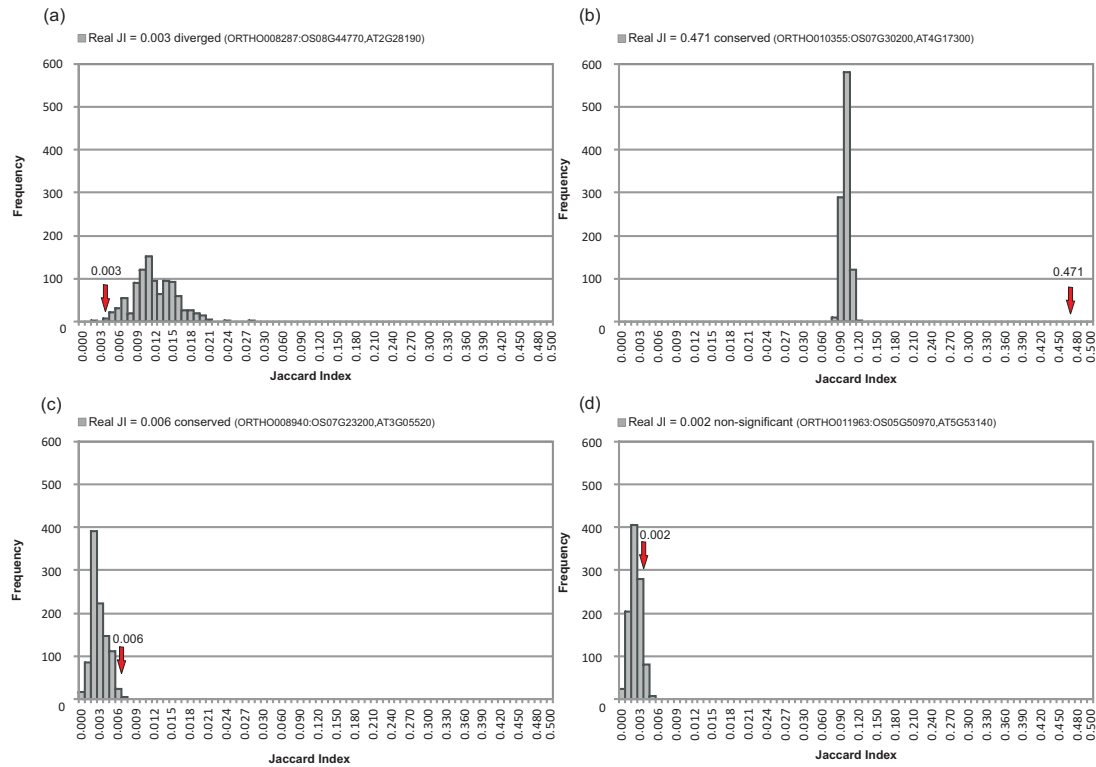 (a)
Real JI = 0.003 diverged (ORTHO008287:OS08G44770,AT2G28190)
600
500
400
300
200
100
0
Frequency
0.003
0.000 0.003 0.006 0.090 0.012 0.015 0.018 0.021 0.024 0.027 0.030 0.060 0.090 0.120 0.150 0.180 0.210 0.240 0.270 0.300 0.330 0.360 0.390 0.420 0.450 0.480 0.500
Jaccard Index
(b)
Real JI = 0.471 conserved (ORTHO010355:OS07G30200,AT4G17300)
600
500
400
300
200
100
0
Frequency
0.471
0.000 0.003 0.006 0.009 0.012 0.015 0.018 0.021 0.024 0.027 0.030 0.060 0.090 0.120 0.150 0.180 0.210 0.240 0.270 0.300 0.330 0.360 0.390 0.420 0.450 0.480 0.500
Jaccard Index
(c)
Real JI = 0.006 conserved (ORTHO008940:OS07G23200,AT3G05520)
600
500
400
300
200
100
0
Frequency
0.006
0.000 0.003 0.006 0.009 0.012 0.015 0.018 0.021 0.024 0.027 0.030 0.060 0.090 0.120 0.150 0.180 0.210 0.240 0.270 0.300 0.330 0.360 0.390 0.420 0.450 0.480 0.500
Jaccard Index
(d)
Real JI = 0.002 non-significant (ORTHO011963:OS05G50970,AT5G53140)
600
500
400
300
200
100
0
Frequency
0.002
0.000 0.003 0.006 0.009 0.012 0.015 0.018 0.021 0.024 0.027 0.030 0.060 0.090 0.120 0.150 0.180 0.210 0.240 0.270 0.300 0.330 0.360 0.390 0.420 0.450 0.480 0.500
Jaccard Index